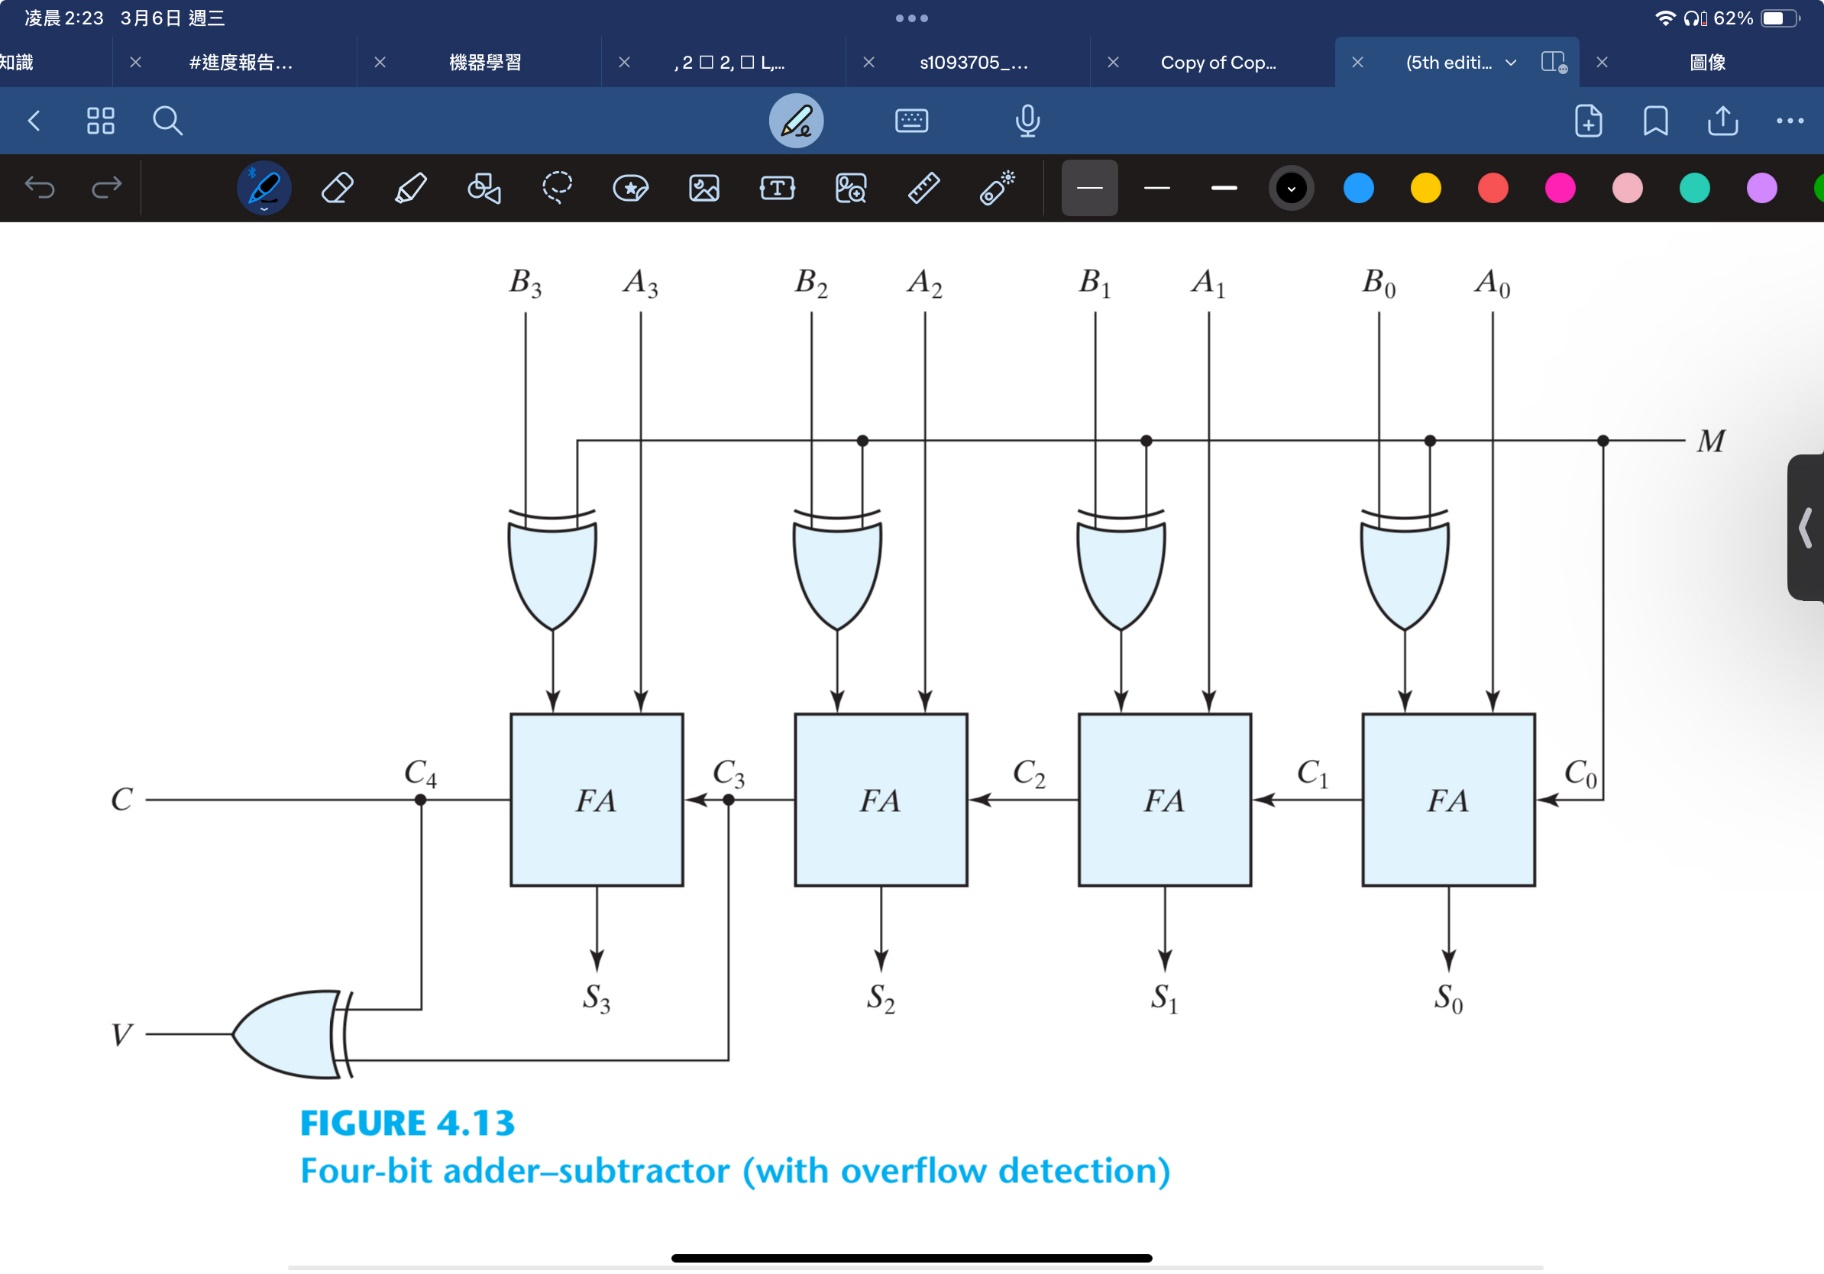 凌晨2:23 3月6日 週三
62%
知識
#進度報告...
機器學習
, 2 □ 2, □ L,...
s1093705_...
Copy of Cop...
(5th editi...
圖像
B3 A3 B2 A2 B1 A1 B0 A0
M
C4 C3 C2 C1 C0
C FA FA FA FA
S3 S2 S1 S0
V
FIGURE 4.13
Four-bit adder–subtractor (with overflow detection)